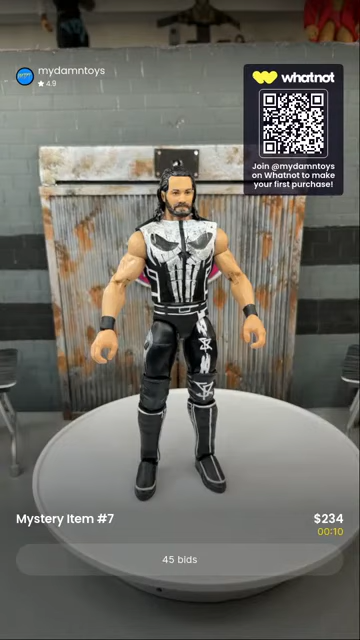 mydamntoys
★ 4.9
whatnot
Join @mydamntoys
on Whatnot to make
your first purchase!
Mystery Item #7
$234
00:10
45 bids